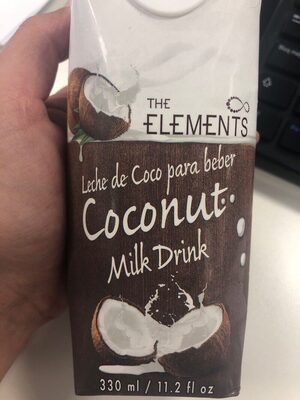 THE
ELEMENTS
Leche de Coco para beber
Coconut
Milk Drink
330 ml / 11.2 fl oz